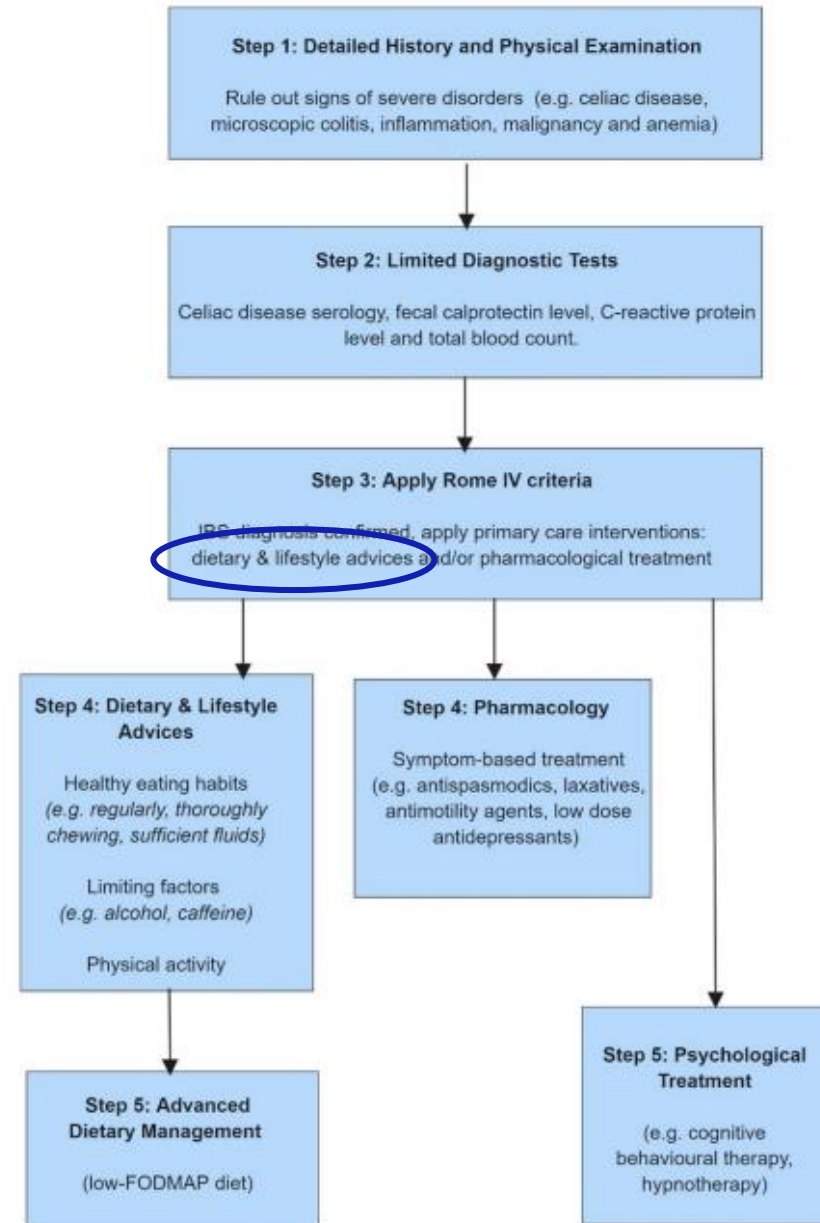 Step 1: Detailed History and Physical Examination
Rule out signs of severe disorders (e.g. celiac disease,
microscopic colitis, inflammation, malignancy and anemia)
Step 2: Limited Diagnostic Tests
Celiac disease serology, fecal calprotectin level, C-reactive protein
level and total blood count.
Step 3: Apply Rome IV criteria
IBS diagnosis confirmed, apply primary care interventions:
dietary & lifestyle advices and/or pharmacological treatment
Step 4: Dietary & Lifestyle
Advices
Healthy eating habits
(e.g. regularly, thoroughly
chewing, sufficient fluids)
Limiting factors
(e.g. alcohol, caffeine)
Physical activity
Step 4: Pharmacology
Symptom-based treatment
(e.g. antispasmodics, laxatives,
antimotility agents, low dose
antidepressants)
Step 5: Advanced
Dietary Management
(low-FODMAP diet)
Step 5: Psychological
Treatment
(e.g. cognitive
behavioural therapy,
hypnotherapy)